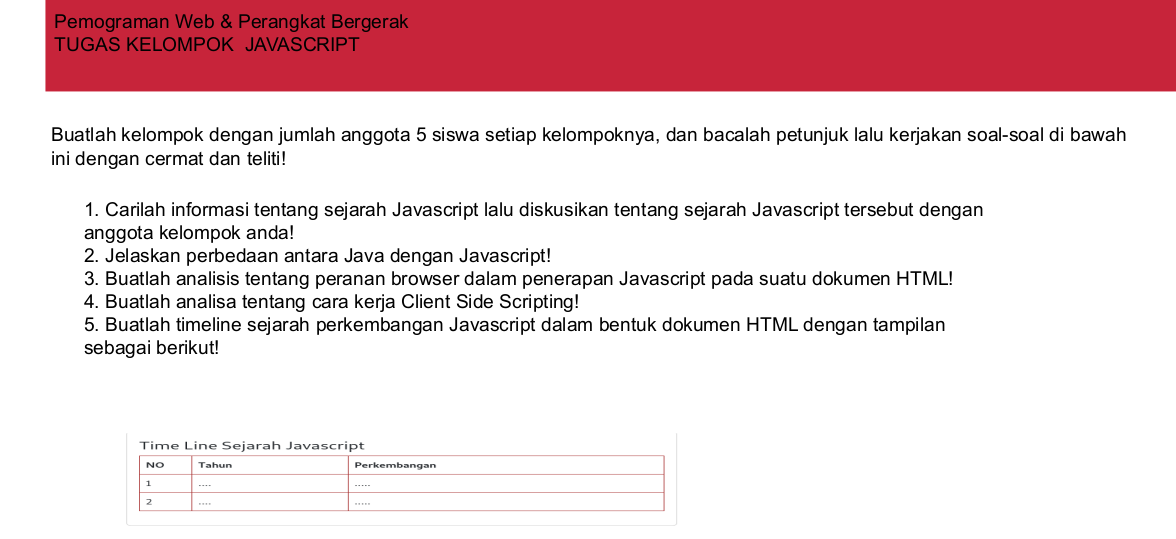 Pemograman Web & Perangkat Bergerak
TUGAS KELOMPOK  JAVASCRIPT
Buatlah kelompok dengan jumlah anggota 5 siswa setiap kelompoknya, dan bacalah petunjuk lalu kerjakan soal-soal di bawah
ini dengan cermat dan teliti!
1. Carilah informasi tentang sejarah Javascript lalu diskusikan tentang sejarah Javascript tersebut dengan
anggota kelompok anda!
2. Jelaskan perbedaan antara Java dengan Javascript!
3. Buatlah analisis tentang peranan browser dalam penerapan Javascript pada suatu dokumen HTML!
4. Buatlah analisa tentang cara kerja Client Side Scripting!
5. Buatlah timeline sejarah perkembangan Javascript dalam bentuk dokumen HTML dengan tampilan
sebagai berikut!
Time Line Sejarah Javascript
NO Tahun Perkembangan
1 .... .....
2 .... .....